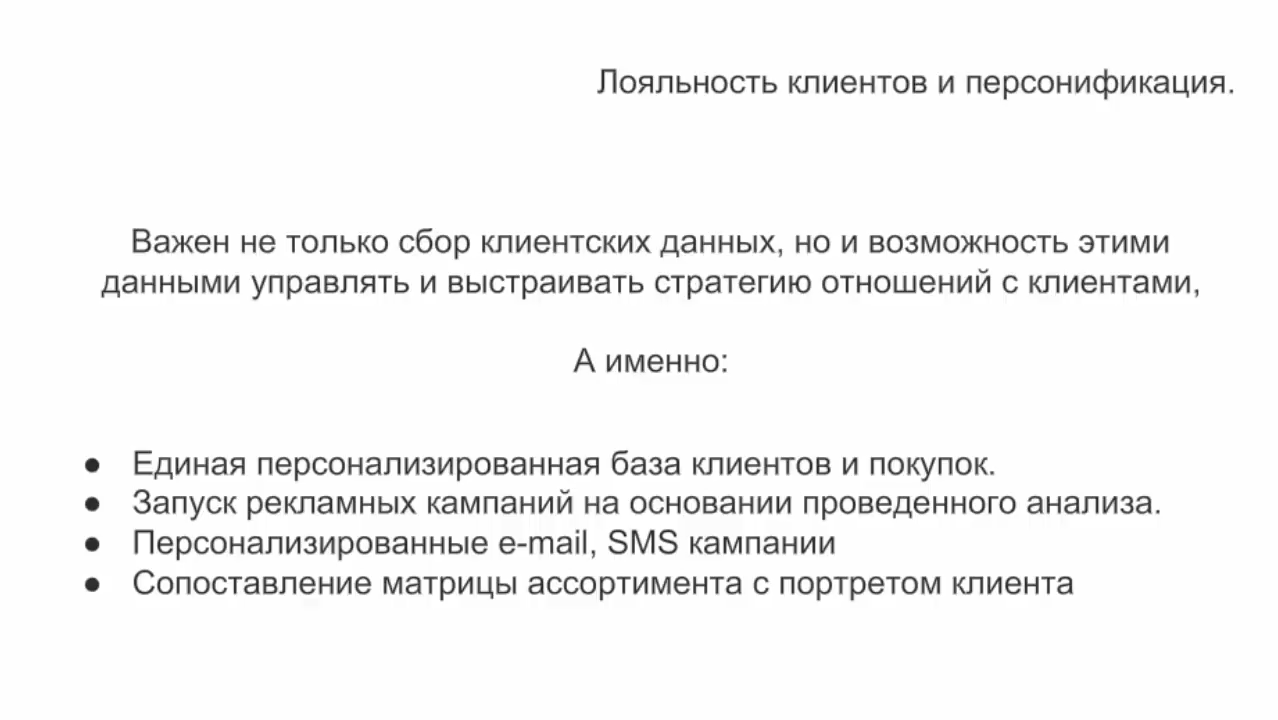 Лояльность клиентов и персонификация.
Важен не только сбор клиентских данных, но и возможность этими
данными управлять и выстраивать стратегию отношений с клиентами,
А именно:
● Единая персонализированная база клиентов и покупок.
● Запуск рекламных кампаний на основании проведенного анализа.
● Персонализированные e-mail, SMS кампании
● Сопоставление матрицы ассортимента с портретом клиента